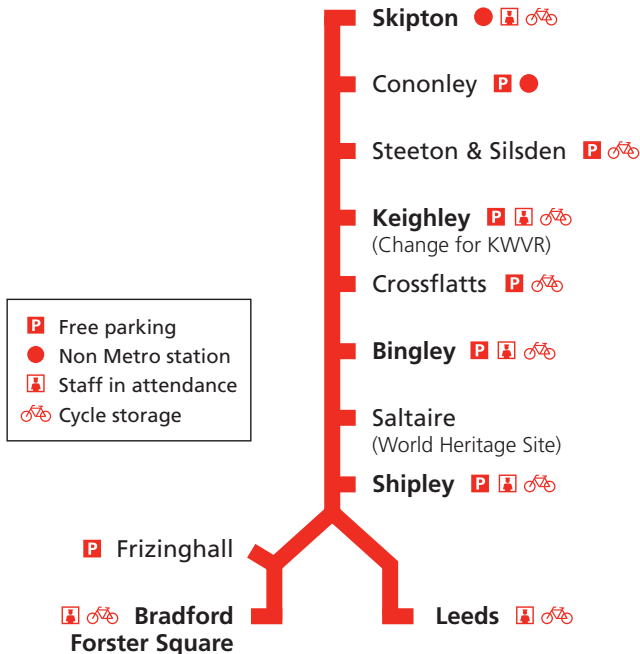 Skipton
Cononley P
Steeton & Silsden P
Keighley P
(Change for KWVR)
Crossflatts P
Bingley P
P Free parking
Non Metro station
Staff in attendance
Cycle storage
Saltaire
(World Heritage Site)
Shipley P
P Frizinghall
Bradford
Forster Square
Leeds